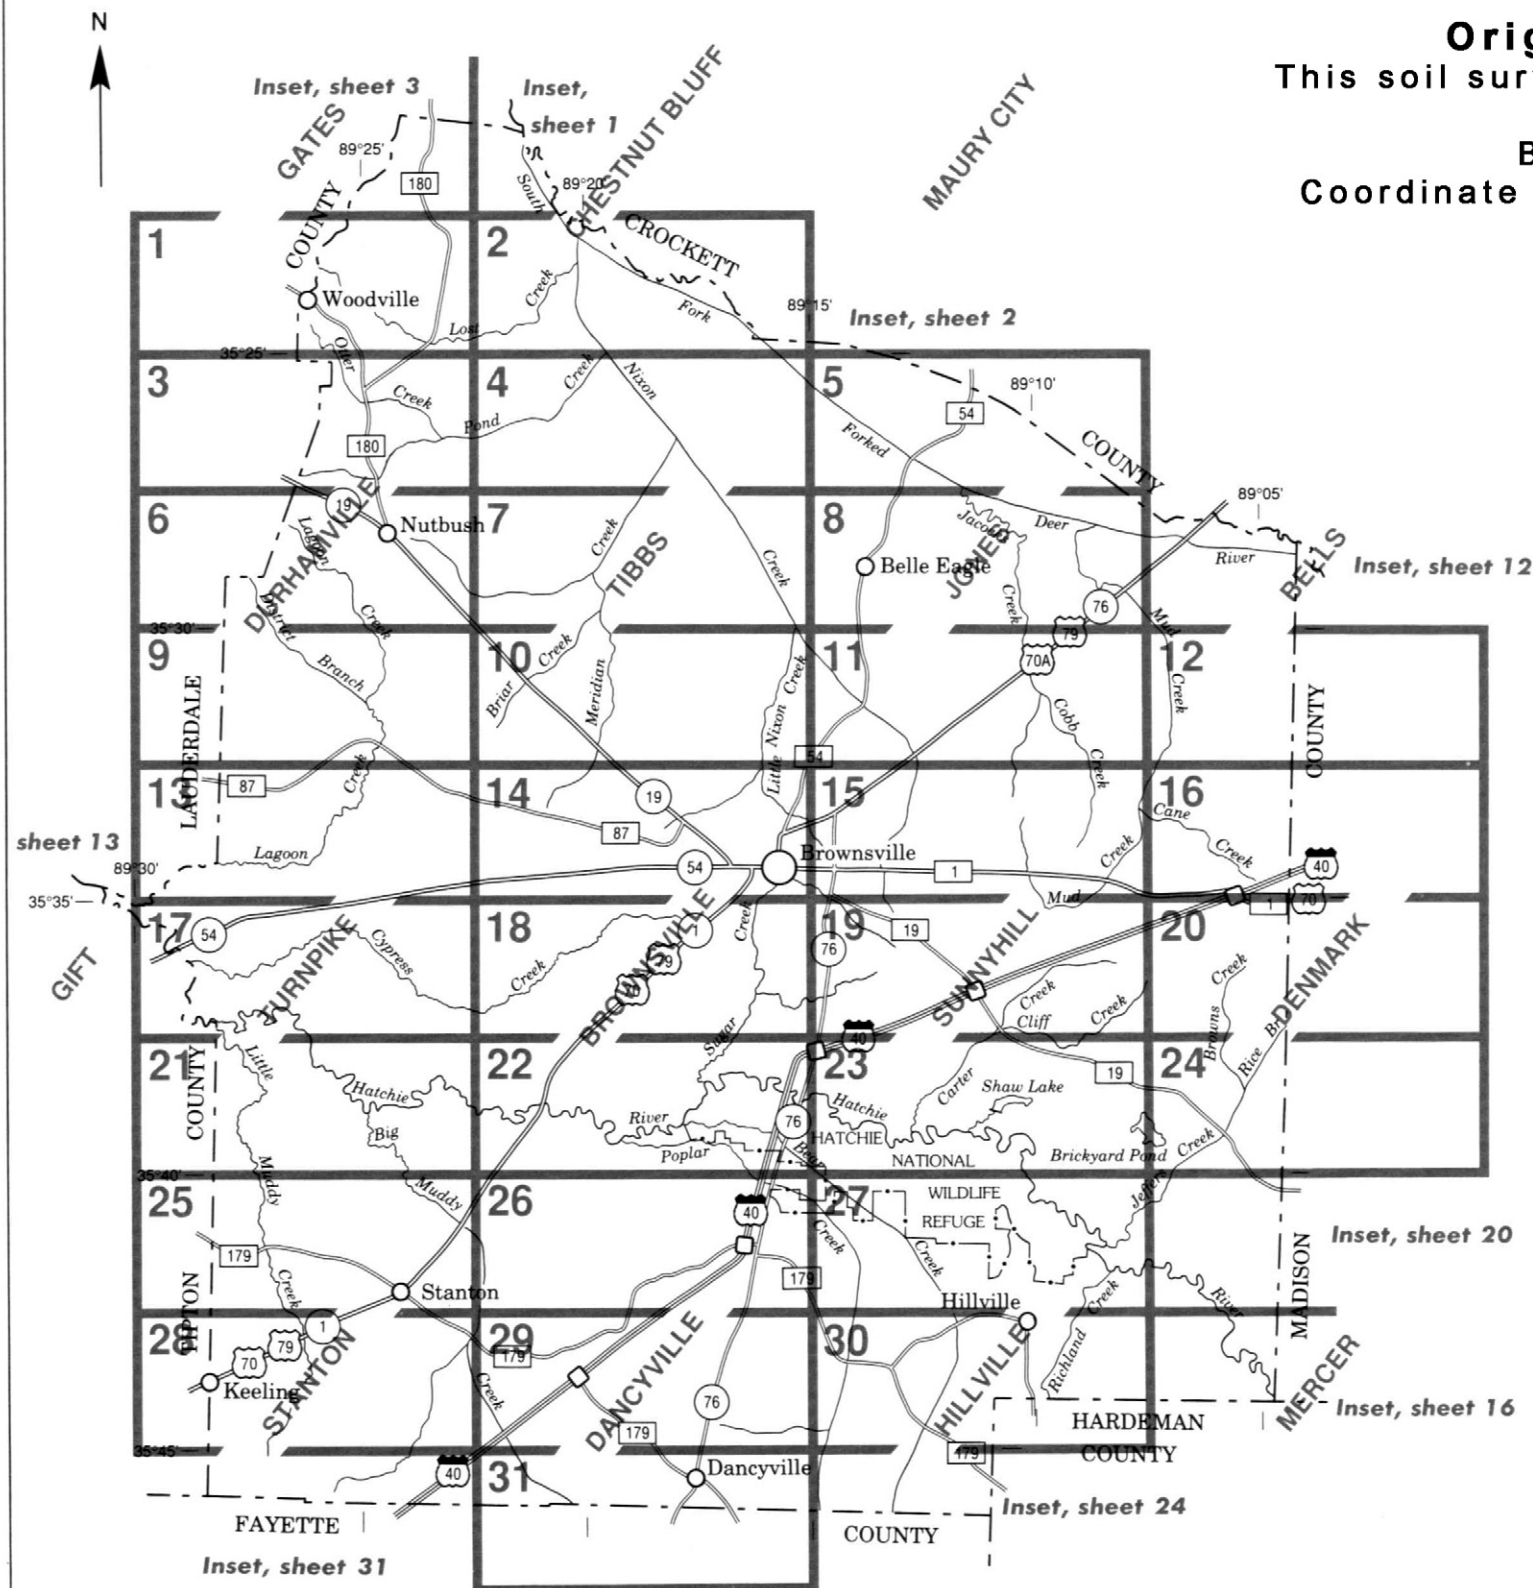 N
Orig
This soil sur
B
Coordinate
Inset, sheet 3
Inset,
sheet 1
GATES
CHESTNUT BLUFF
MAURY CITY
89°25'
89°20'
180
South
COUNTY
CROCKETT
1
2
Woodville
Creek
Lost
Fork
89°15'
Inset, sheet 2
35°25'
Otter
3
4
5
Creek
Nixon
Creek
Pond
89°10'
54
180
Forked
COUNTY
89°05'
19
DURHAMVILLE
6
7
8
Nutbush
Lagoon
Creek
TIBBS
Creek
Jacobs
JONES
Deer
River
BELLS
Inset, sheet 12
Belle Eagle
Creek
76
Mud
District
Creek
35°30'
79
70A
9
10
11
12
Branch
Creek
Briar
Meridian
Little Nixon Creek
Creek
Cobb
Creek
LAUDERDALE
COUNTY
54
13
14
15
16
87
Creek
19
87
Cane
Creek
sheet 13
89°30'
Lagoon
54
Brownsville
1
Creek
Mud
40
1
70
35°35'
17
18
19
20
54
GIFT
TURNPIKE
Cypress
Creek
BROWNSVILLE
1
79
70
Creek
76
19
SUNNYHILL
DENMARK
Creek
Cliff
Creek
Creek
Browns
Rice Br
Sugar
40
21
22
23
24
COUNTY
Little
Hatchie
Big
River
Poplar
76
Hatchie
HATCHIE
Bear
NATIONAL
Carter
Shaw Lake
19
Brickyard Pond
Creek
Jeffers
35°40'
Muddy
Muddy
25
26
27
40
WILDLIFE
REFUGE
Creek
Creek
179
179
Inset, sheet 20
MADISON
TIPTON
Creek
Stanton
Hillville
Creek
River
28
29
30
1
79
70
Keeling
STANTON
179
Creek
DANCYVILLE
76
HILLVILLE
Richland
MERCER
Inset, sheet 16
HARDEMAN
COUNTY
179
179
35°45'
40
31
Dancyville
Inset, sheet 24
FAYETTE
COUNTY
Inset, sheet 31